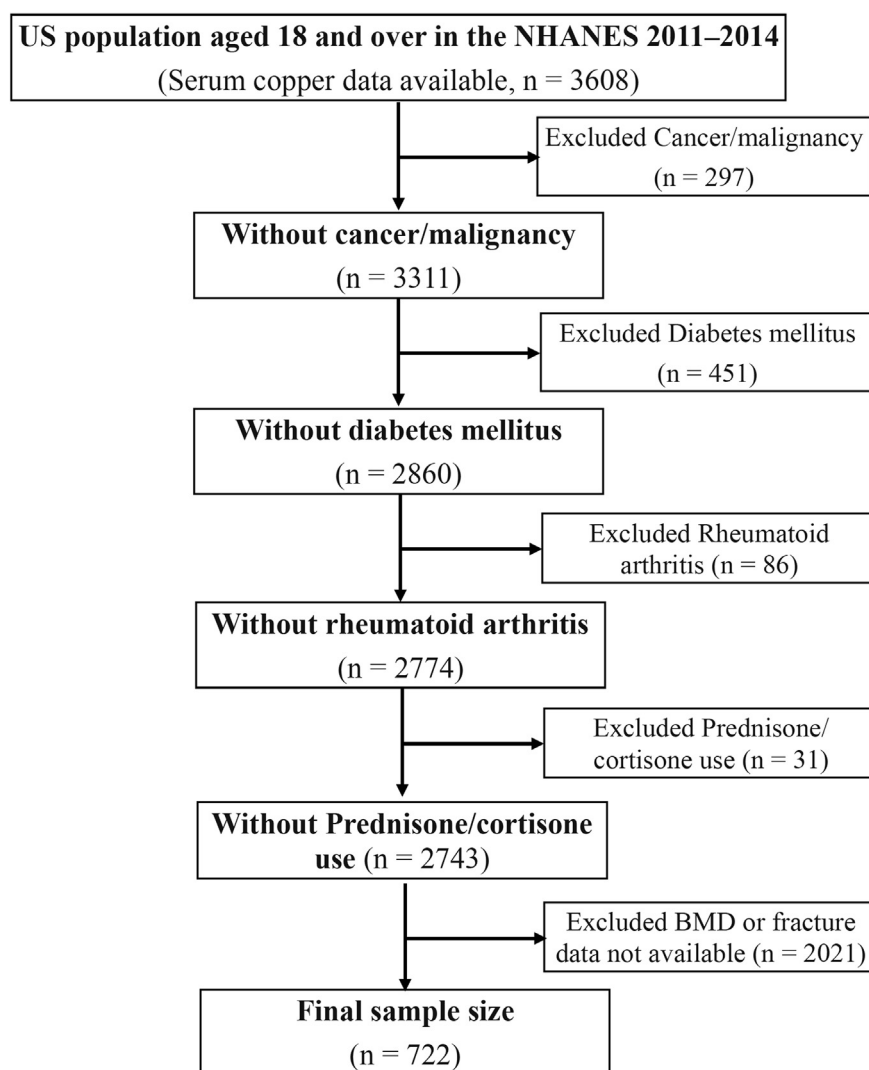 US population aged 18 and over in the NHANES 2011–2014
(Serum copper data available, n = 3608)
Excluded Cancer/malignancy
(n = 297)
Without cancer/malignancy
(n = 3311)
Excluded Diabetes mellitus
(n = 451)
Without diabetes mellitus
(n = 2860)
Excluded Rheumatoid
arthritis (n = 86)
Without rheumatoid arthritis
(n = 2774)
Excluded Prednisone/
cortisone use (n = 31)
Without Prednisone/cortisone
use (n = 2743)
Excluded BMD or fracture
data not available (n = 2021)
Final sample size
(n = 722)